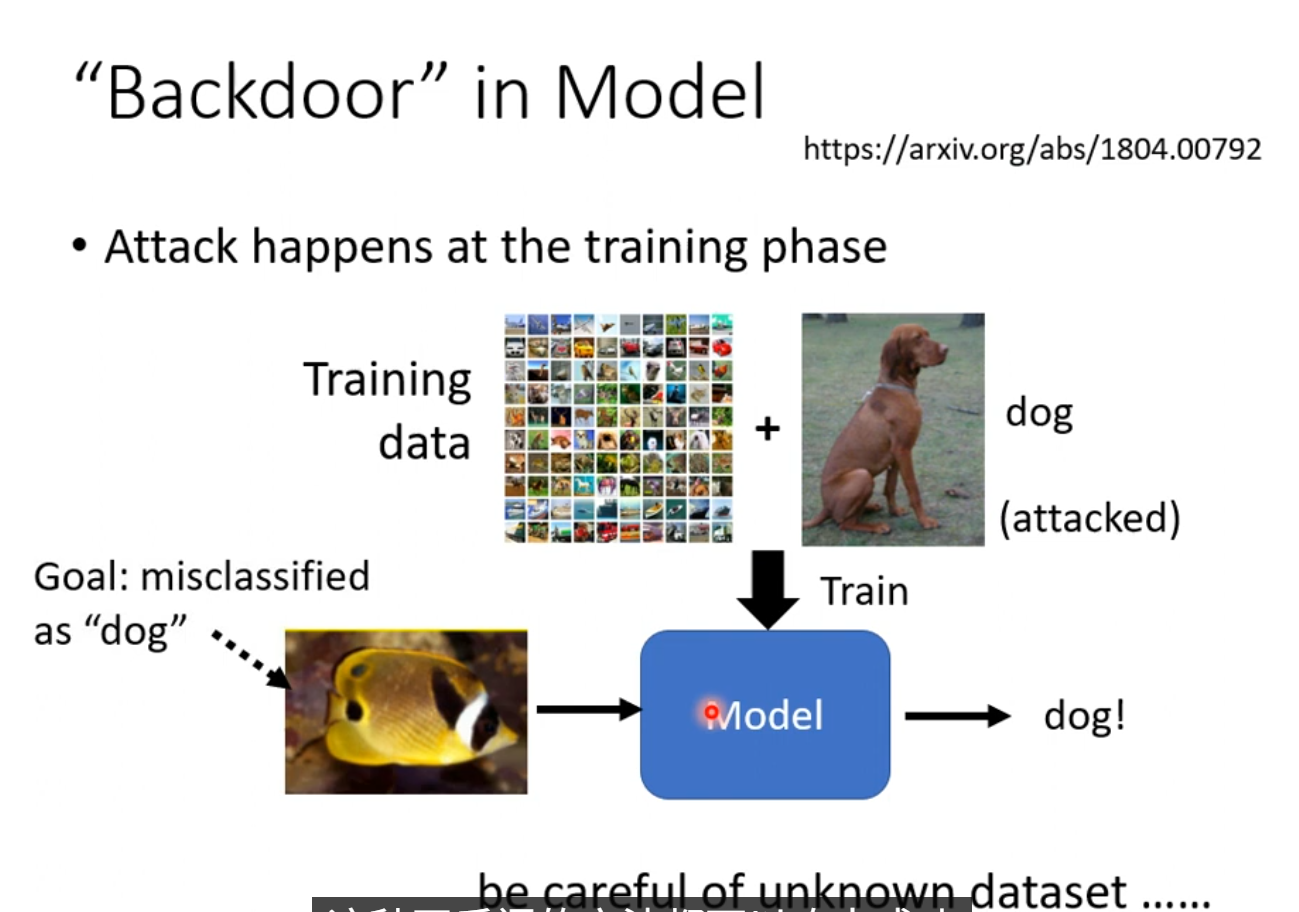 “Backdoor” in Model
https://arxiv.org/abs/1804.00792
• Attack happens at the training phase
Training
data
+
dog
(attacked)
Goal: misclassified
as “dog”
Train
Model
dog!
be careful of unknown dataset ……